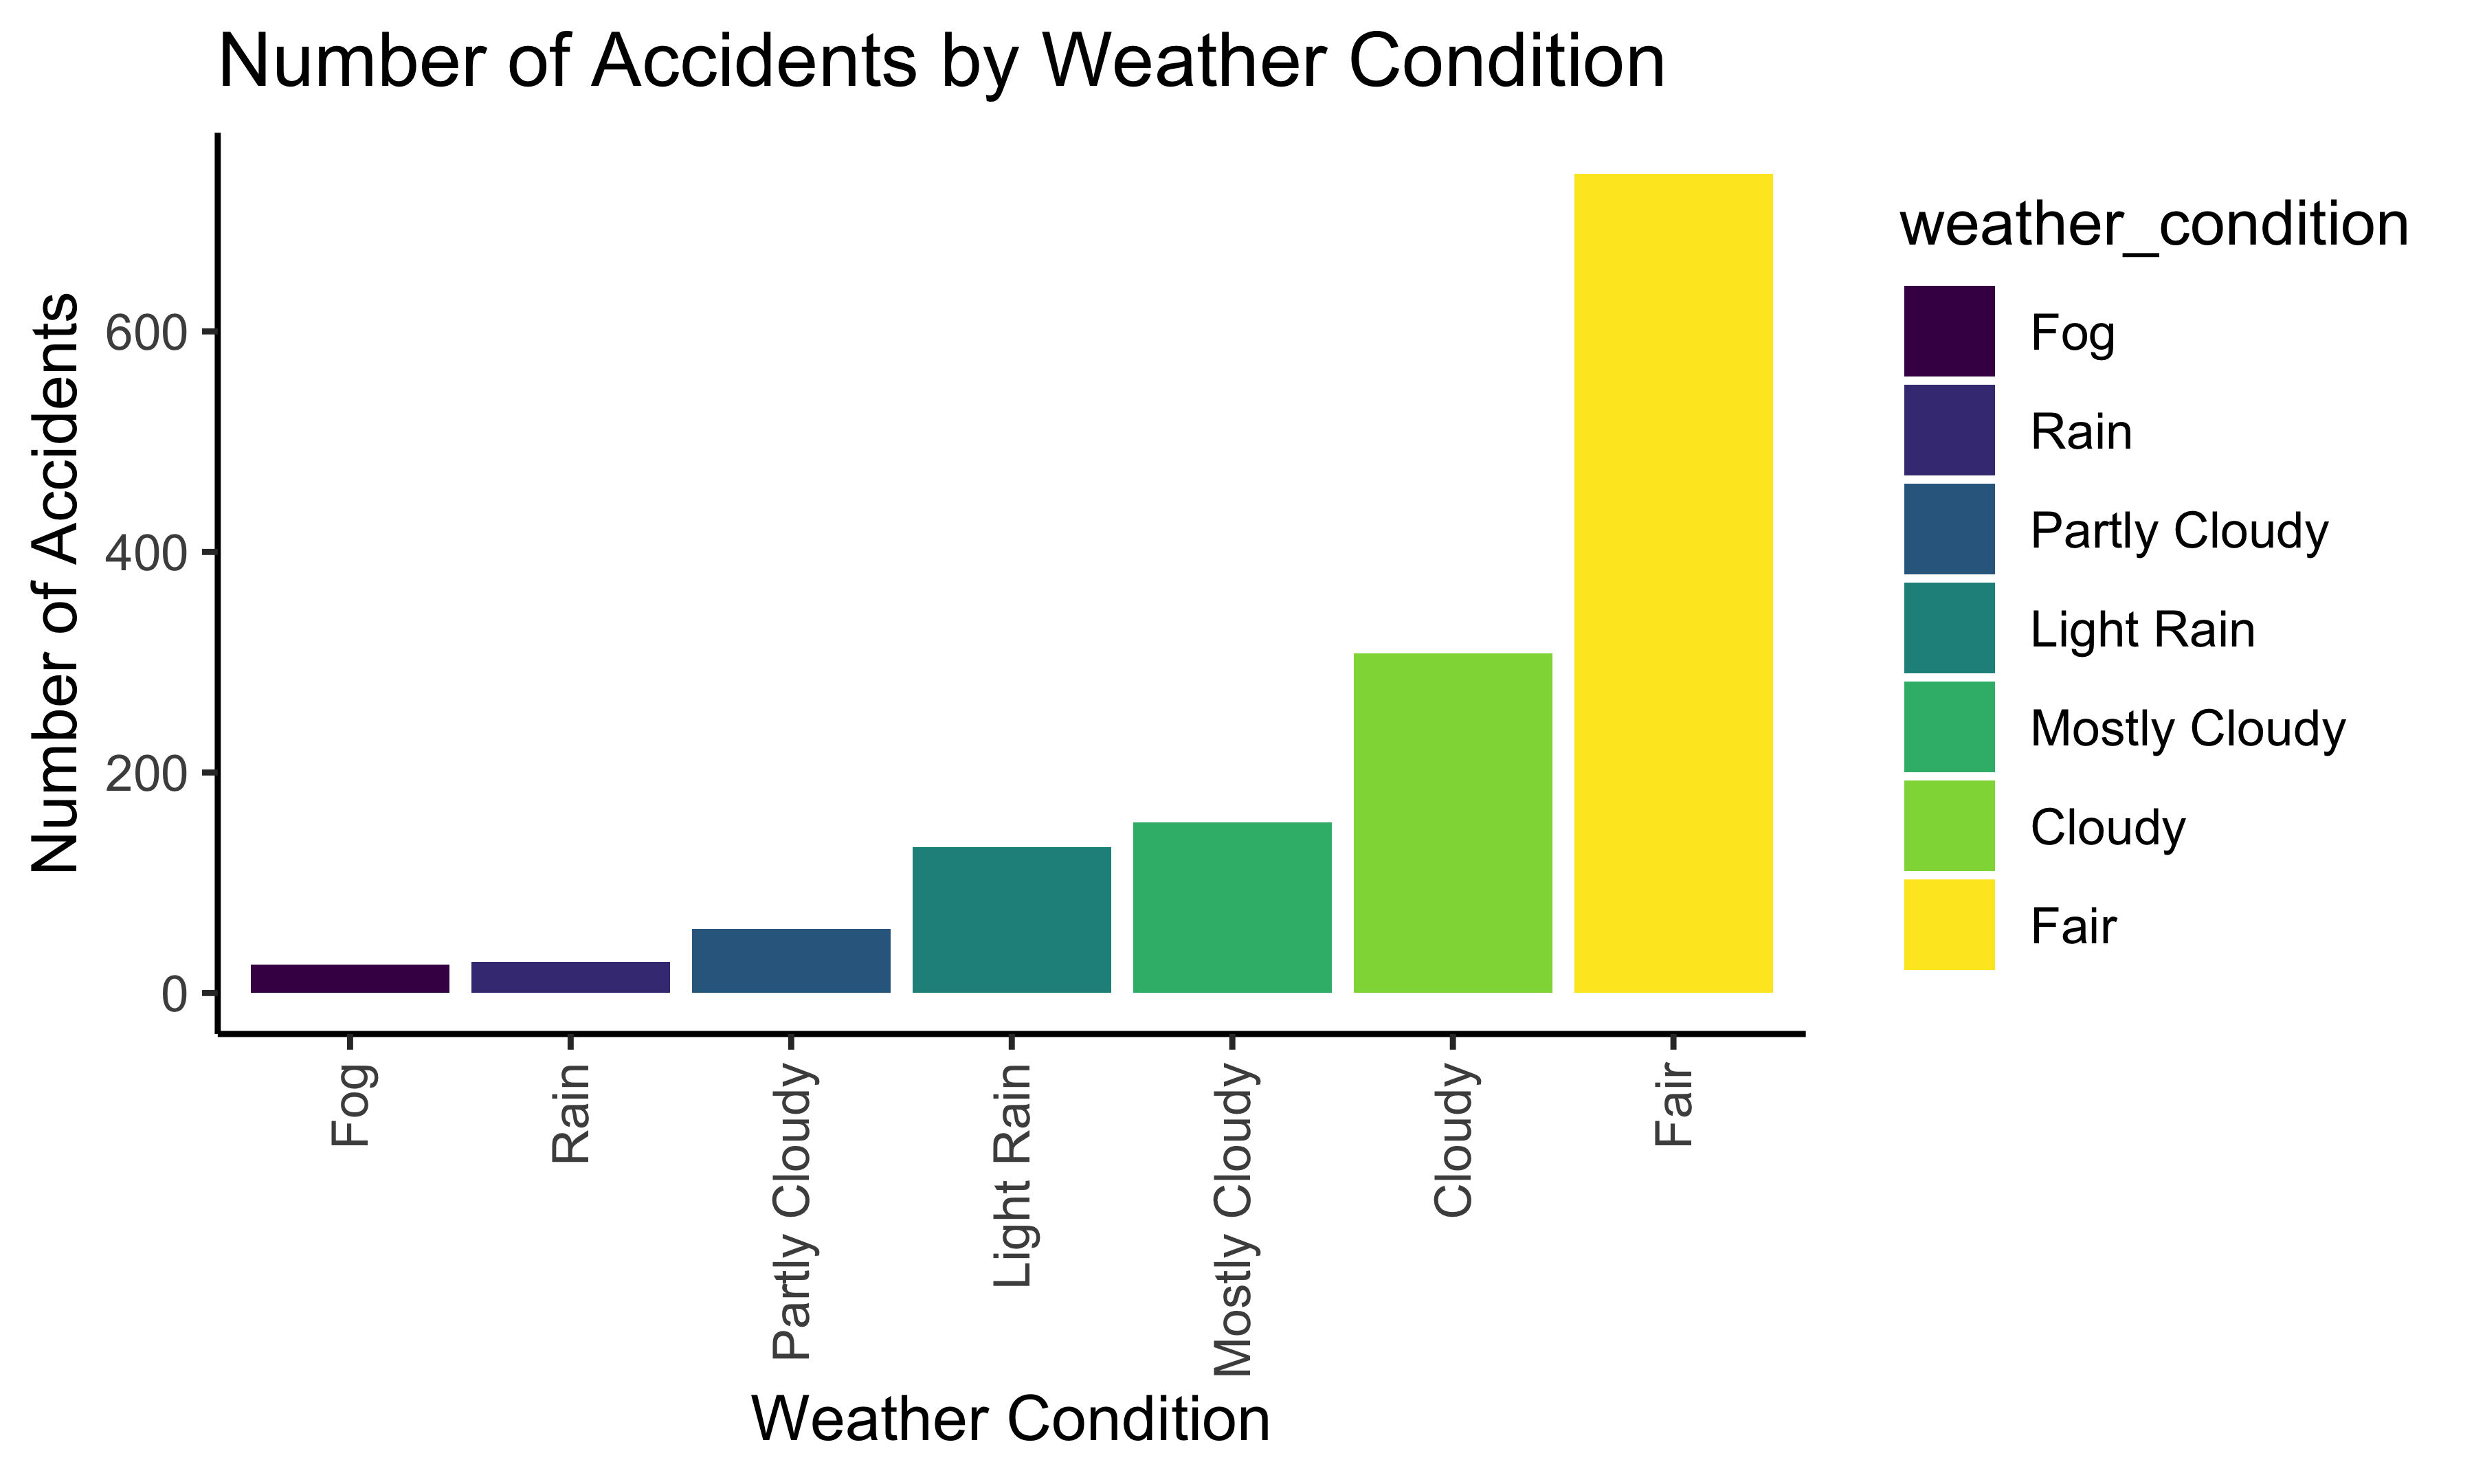 Number of Accidents by Weather Condition
Number of Accidents
600
400
200
0
Fog
Rain
Partly Cloudy
Light Rain
Mostly Cloudy
Cloudy
Fair
Weather Condition
weather_condition
Fog
Rain
Partly Cloudy
Light Rain
Mostly Cloudy
Cloudy
Fair